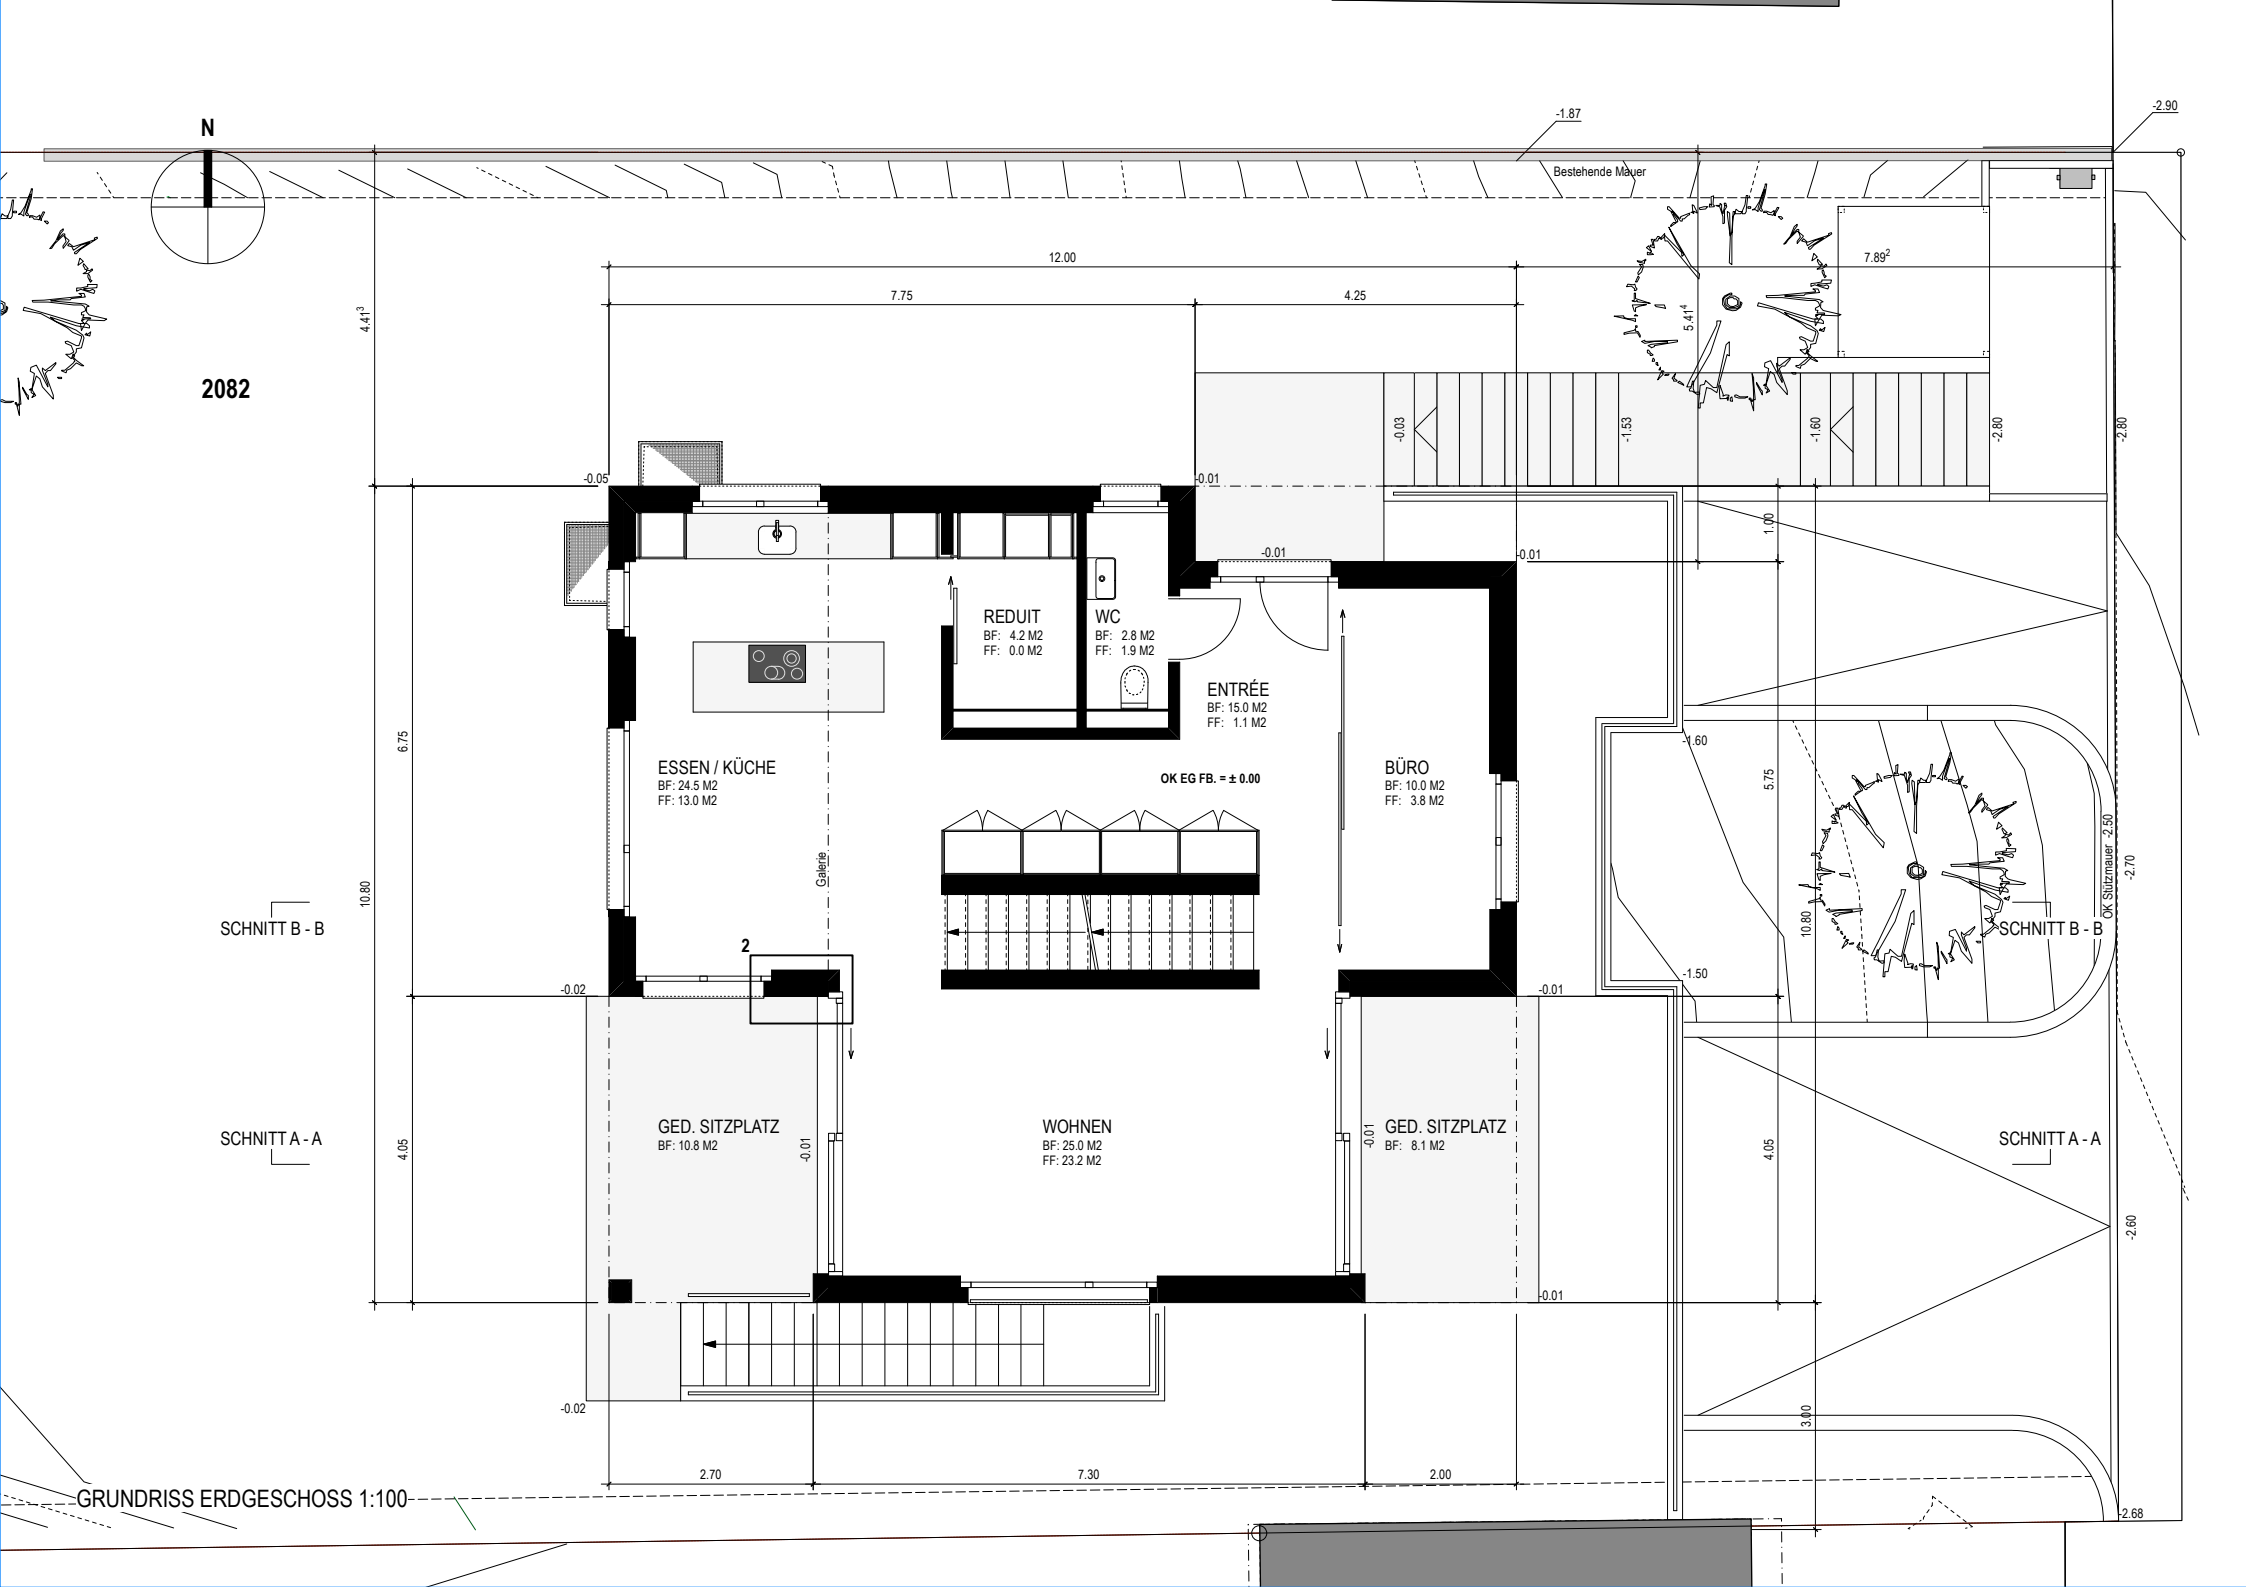 -2.90
-1.87
N
Bestehende Mauer
12.00
7.89²
7.75
4.25
4.41³
5.41⁴
2082
-0.03
-1.53
-1.60
-2.80
-2.80
-0.05
-0.01
1.00
-0.01
-0.01
REDUIT
BF: 4.2 M2
FF: 0.0 M2
WC
BF: 2.8 M2
FF: 1.9 M2
ENTRÉE
BF: 15.0 M2
FF: 1.1 M2
6.75
-1.60
ESSEN / KÜCHE
BF: 24.5 M2
FF: 13.0 M2
OK EG FB. = ± 0.00
BÜRO
BF: 10.0 M2
FF: 3.8 M2
5.75
Galerie
OK Stützmauer -2.50
-2.70
10.80
10.80
SCHNITT B - B
SCHNITT B - B
2
-1.50
-0.02
-0.01
GED. SITZPLATZ
BF: 10.8 M2
-0.01
WOHNEN
BF: 25.0 M2
FF: 23.2 M2
-0.01
GED. SITZPLATZ
BF: 8.1 M2
SCHNITT A - A
SCHNITT A - A
4.05
4.05
-2.60
-0.01
-0.02
3.00
2.70
7.30
2.00
GRUNDRISS ERDGESCHOSS 1:100
-2.68